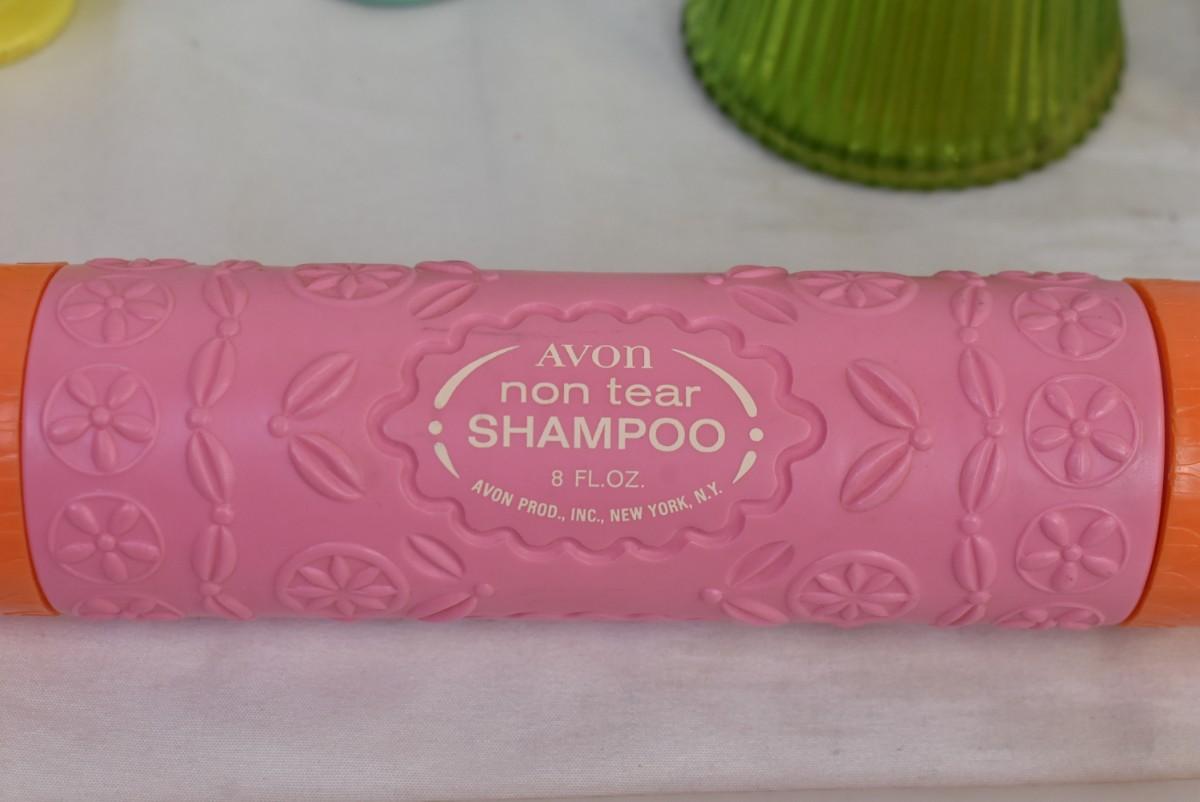 AVON
non tear
SHAMPOO
8 FL.OZ.
AVON PROD., INC., NEW YORK, N.Y.